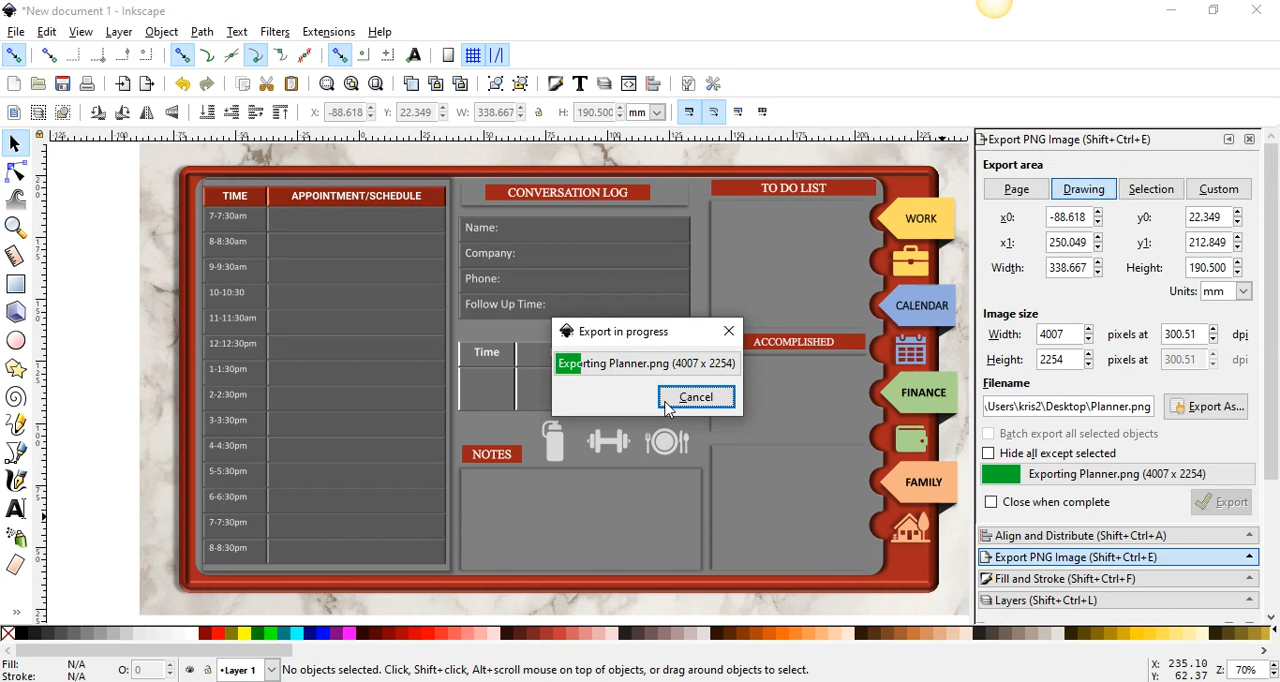 *New document 1 - Inkscape
File Edit View Layer Object Path Text Filters Extensions Help
X: -88.618 Y: 22.349 W: 338.667 H: 190.500 mm
TIME APPOINTMENT/SCHEDULE
7-7:30am
8-8:30am
9-9:30am
10-10:30
11-11:30am
12:12:30pm
1-1:30pm
2-2:30pm
3-3:30pm
4-4:30pm
5-5:30pm
6-6:30pm
7-7:30pm
8-8:30pm
CONVERSATION LOG
Name:
Company:
Phone:
Follow Up Time:
Time
NOTES
TO DO LIST
ACCOMPLISHED
WORK
CALENDAR
FINANCE
FAMILY
Export in progress
Exporting Planner.png (4007 x 2254)
Cancel
Export PNG Image (Shift+Ctrl+E)
Export area
Page Drawing Selection Custom
x0: -88.618 y0: 22.349
x1: 250.049 y1: 212.849
Width: 338.667 Height: 190.500
Units: mm
Image size
Width: 4007 pixels at 300.51 dpi
Height: 2254 pixels at 300.51 dpi
Filename
\Users\kris2\Desktop\Planner.png Export As...
Batch export all selected objects
Hide all except selected
Exporting Planner.png (4007 x 2254)
Close when complete Export
Align and Distribute (Shift+Ctrl+A)
Export PNG Image (Shift+Ctrl+E)
Fill and Stroke (Shift+Ctrl+F)
Layers (Shift+Ctrl+L)
Fill: N/A
Stroke: N/A
O: 0
•Layer 1
No objects selected. Click, Shift+click, Alt+scroll mouse on top of objects, or drag around objects to select.
X: 235.10
Y: 62.37
Z: 70%